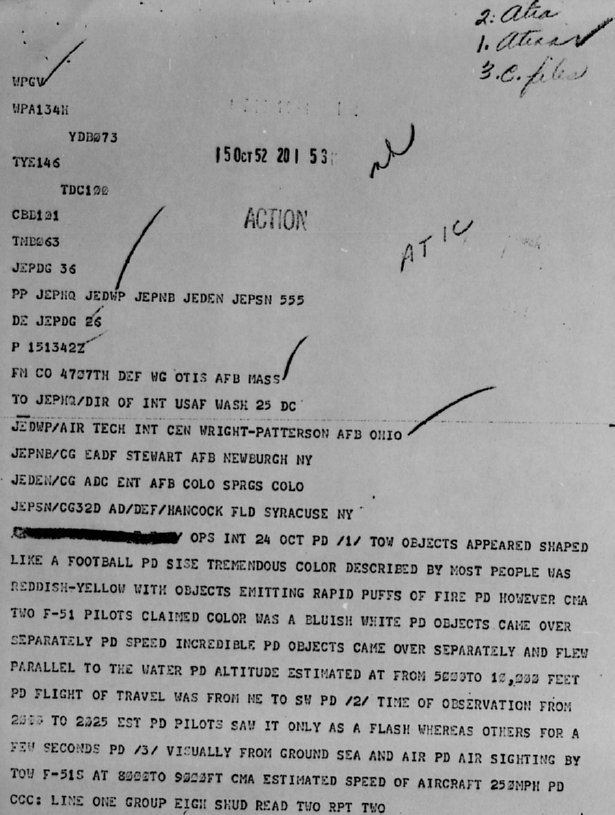 2. Atia
1. Atiaa
3. C. files
WPGV
WPA134H
YDB073
TYE146
15 OCT 52 20 1 53
TDC100
CBB101
ACTION
TNB063
ATIC
JEPDG 36
PP JEPHQ JEDWP JEPNB JEDEN JEPSN 555
DE JEPDG 26
P 151342Z
FM CO 4707TH DEF WG OTIS AFB MASS
TO JEPHQ/DIR OF INT USAF WASH 25 DC
JEDWP/AIR TECH INT CEN WRIGHT-PATTERSON AFB OHIO
JEPNB/CG EADF STEWART AFB NEWBURGH NY
JEDEN/CG ADC ENT AFB COLO SPRGS COLO
JEPSN/CG32D AD/DEF/HANCOCK FLD SYRACUSE NY
/ OPS INT 24 OCT PD /1/ TOW OBJECTS APPEARED SHAPED
LIKE A FOOTBALL PD SISE TREMENDOUS COLOR DESCRIBED BY MOST PEOPLE WAS
REDDISH-YELLOW WITH OBJECTS EMITTING RAPID PUFFS OF FIRE PD HOWEVER CMA
TWO F-51 PILOTS CLAIMED COLOR WAS A BLUISH WHITE PD OBJECTS CAME OVER
SEPARATELY PD SPEED INCREDIBLE PD OBJECTS CAME OVER SEPARATELY AND FLEW
PARALLEL TO THE WATER PD ALTITUDE ESTIMATED AT FROM 5000TO 10,000 FEET
PD FLIGHT OF TRAVEL WAS FROM NE TO SW PD /2/ TIME OF OBSERVATION FROM
TO 2025 EST PD PILOTS SAW IT ONLY AS A FLASH WHEREAS OTHERS FOR A
FEW SECONDS PD /3/ VISUALLY FROM GROUND SEA AND AIR PD AIR SIGHTING BY
TOW F-51S AT 8000TO 9000FT CMA ESTIMATED SPEED OF AIRCRAFT 250MPH PD
CCC: LINE ONE GROUP EIGH SHUD READ TWO RPT TWO